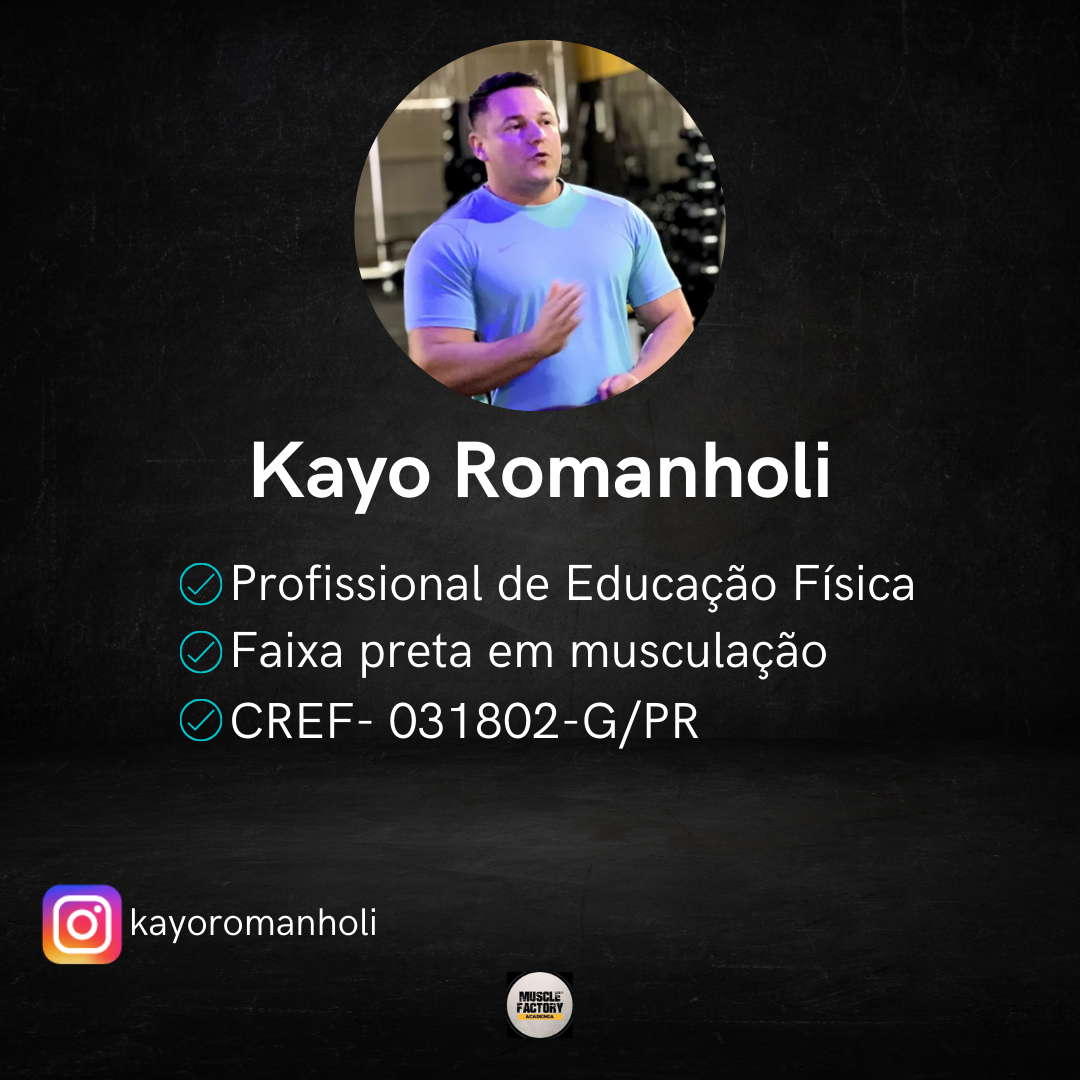 Kayo Romanholi
Profissional de Educação Física
Faixa preta em musculação
CREF- 031802-G/PR
kayoromanholi
MUSCLE
FACTORY
ACADEMIA